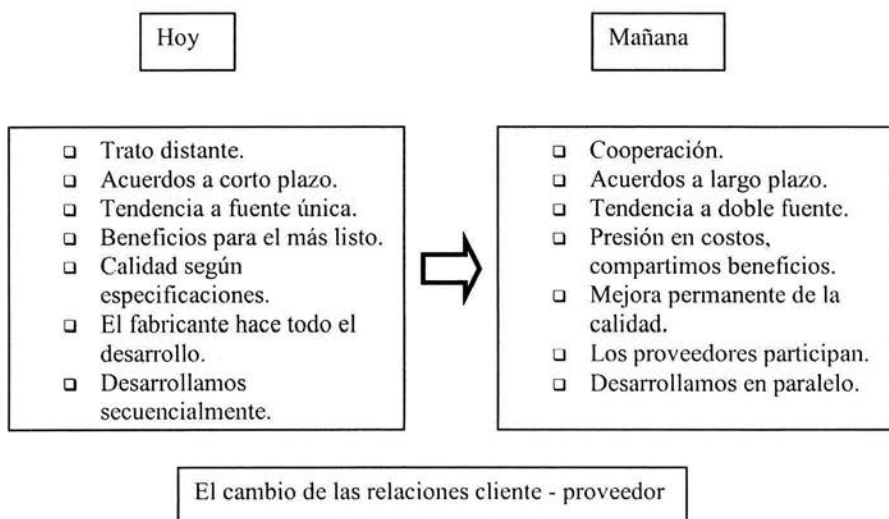 Hoy
Mañana
❑ Trato distante.
❑ Acuerdos a corto plazo.
❑ Tendencia a fuente única.
❑ Beneficios para el más listo.
❑ Calidad según
especificaciones.
❑ El fabricante hace todo el
desarrollo.
❑ Desarrollamos
secuencialmente.
❑ Cooperación.
❑ Acuerdos a largo plazo.
❑ Tendencia a doble fuente.
❑ Presión en costos,
compartimos beneficios.
❑ Mejora permanente de la
calidad.
❑ Los proveedores participan.
❑ Desarrollamos en paralelo.
El cambio de las relaciones cliente - proveedor